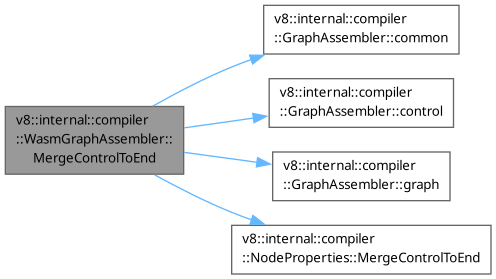 v8::internal::compiler
::WasmGraphAssembler::
MergeControlToEnd
v8::internal::compiler
::GraphAssembler::common
v8::internal::compiler
::GraphAssembler::control
v8::internal::compiler
::GraphAssembler::graph
v8::internal::compiler
::NodeProperties::MergeControlToEnd